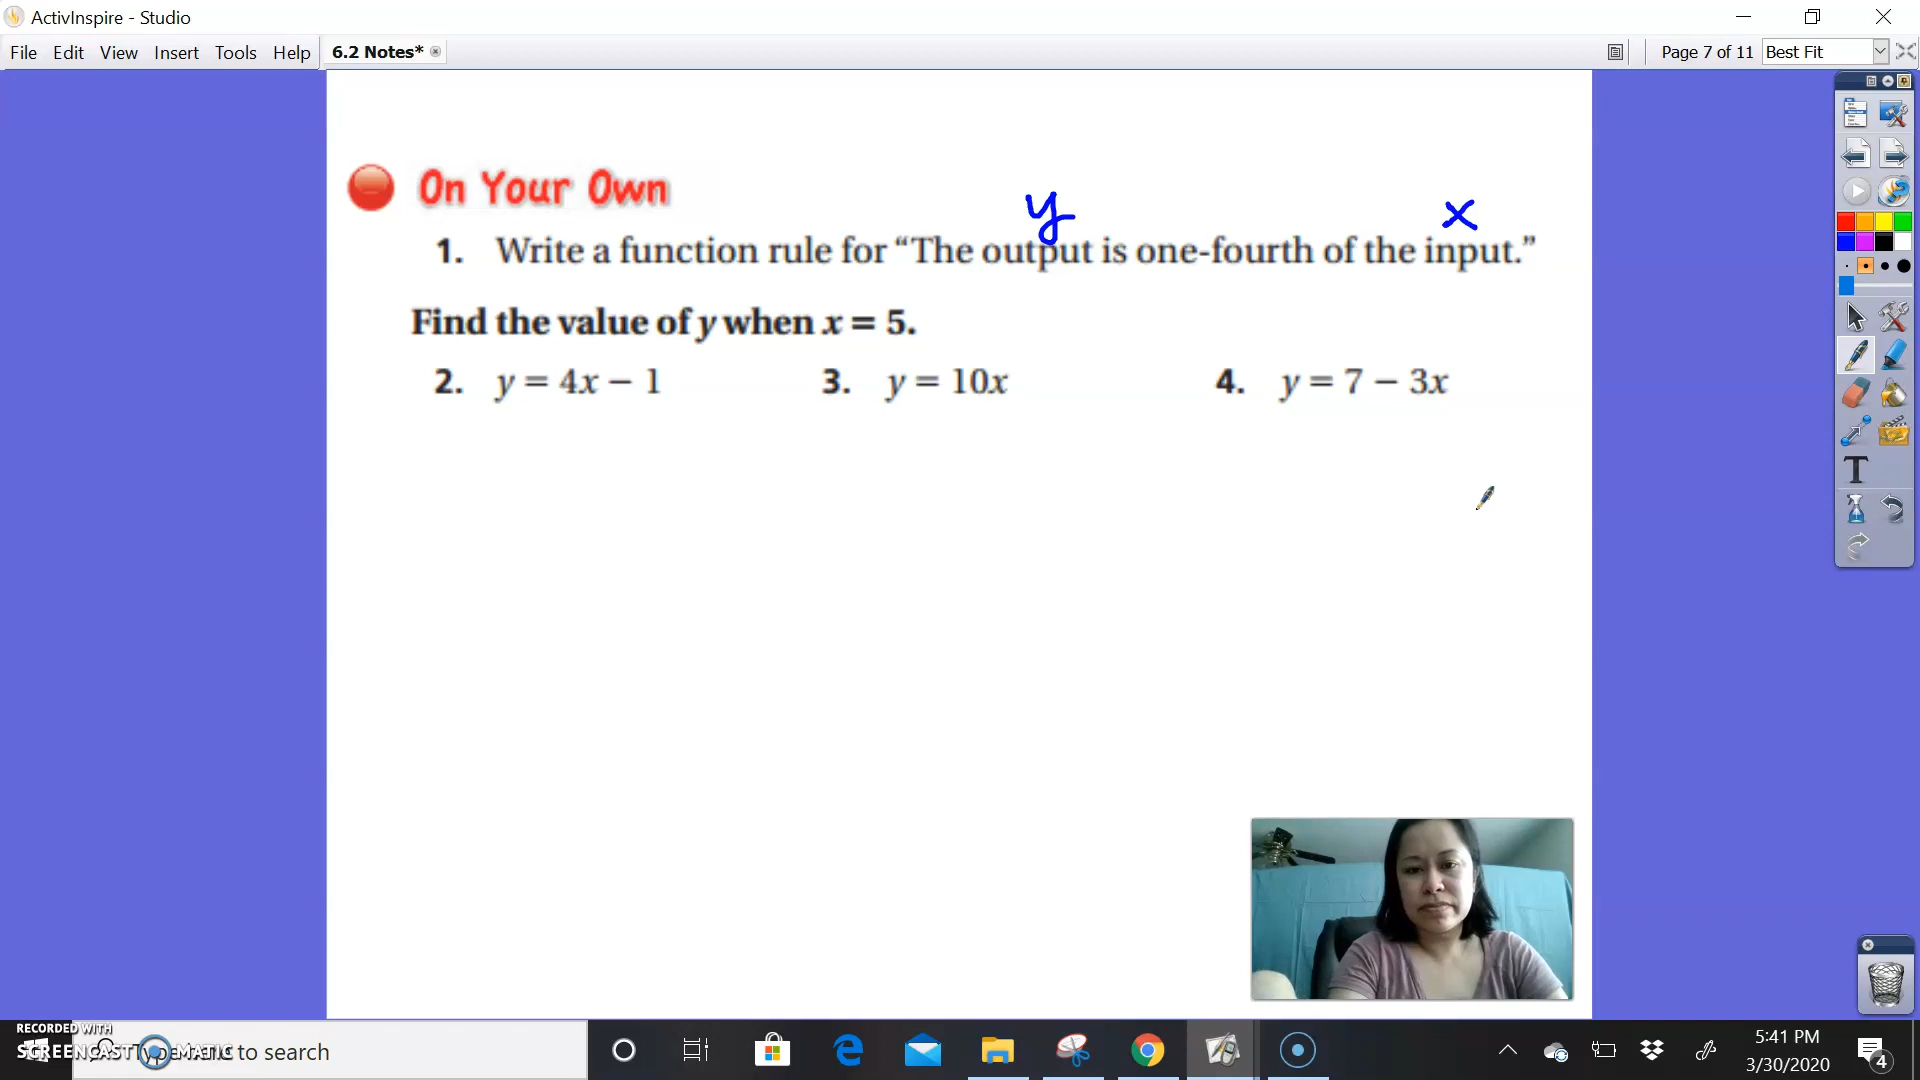 ActivInspire - Studio
File Edit View Insert Tools Help 6.2 Notes* Page 7 of 11 Best Fit
On Your Own
y x
1. Write a function rule for “The output is one-fourth of the input.”
Find the value of y when x = 5.
2. y = 4x − 1 3. y = 10x 4. y = 7 − 3x
T
RECORDED WITH
SCREENCAST MATIC
to search
5:41 PM
3/30/2020
4